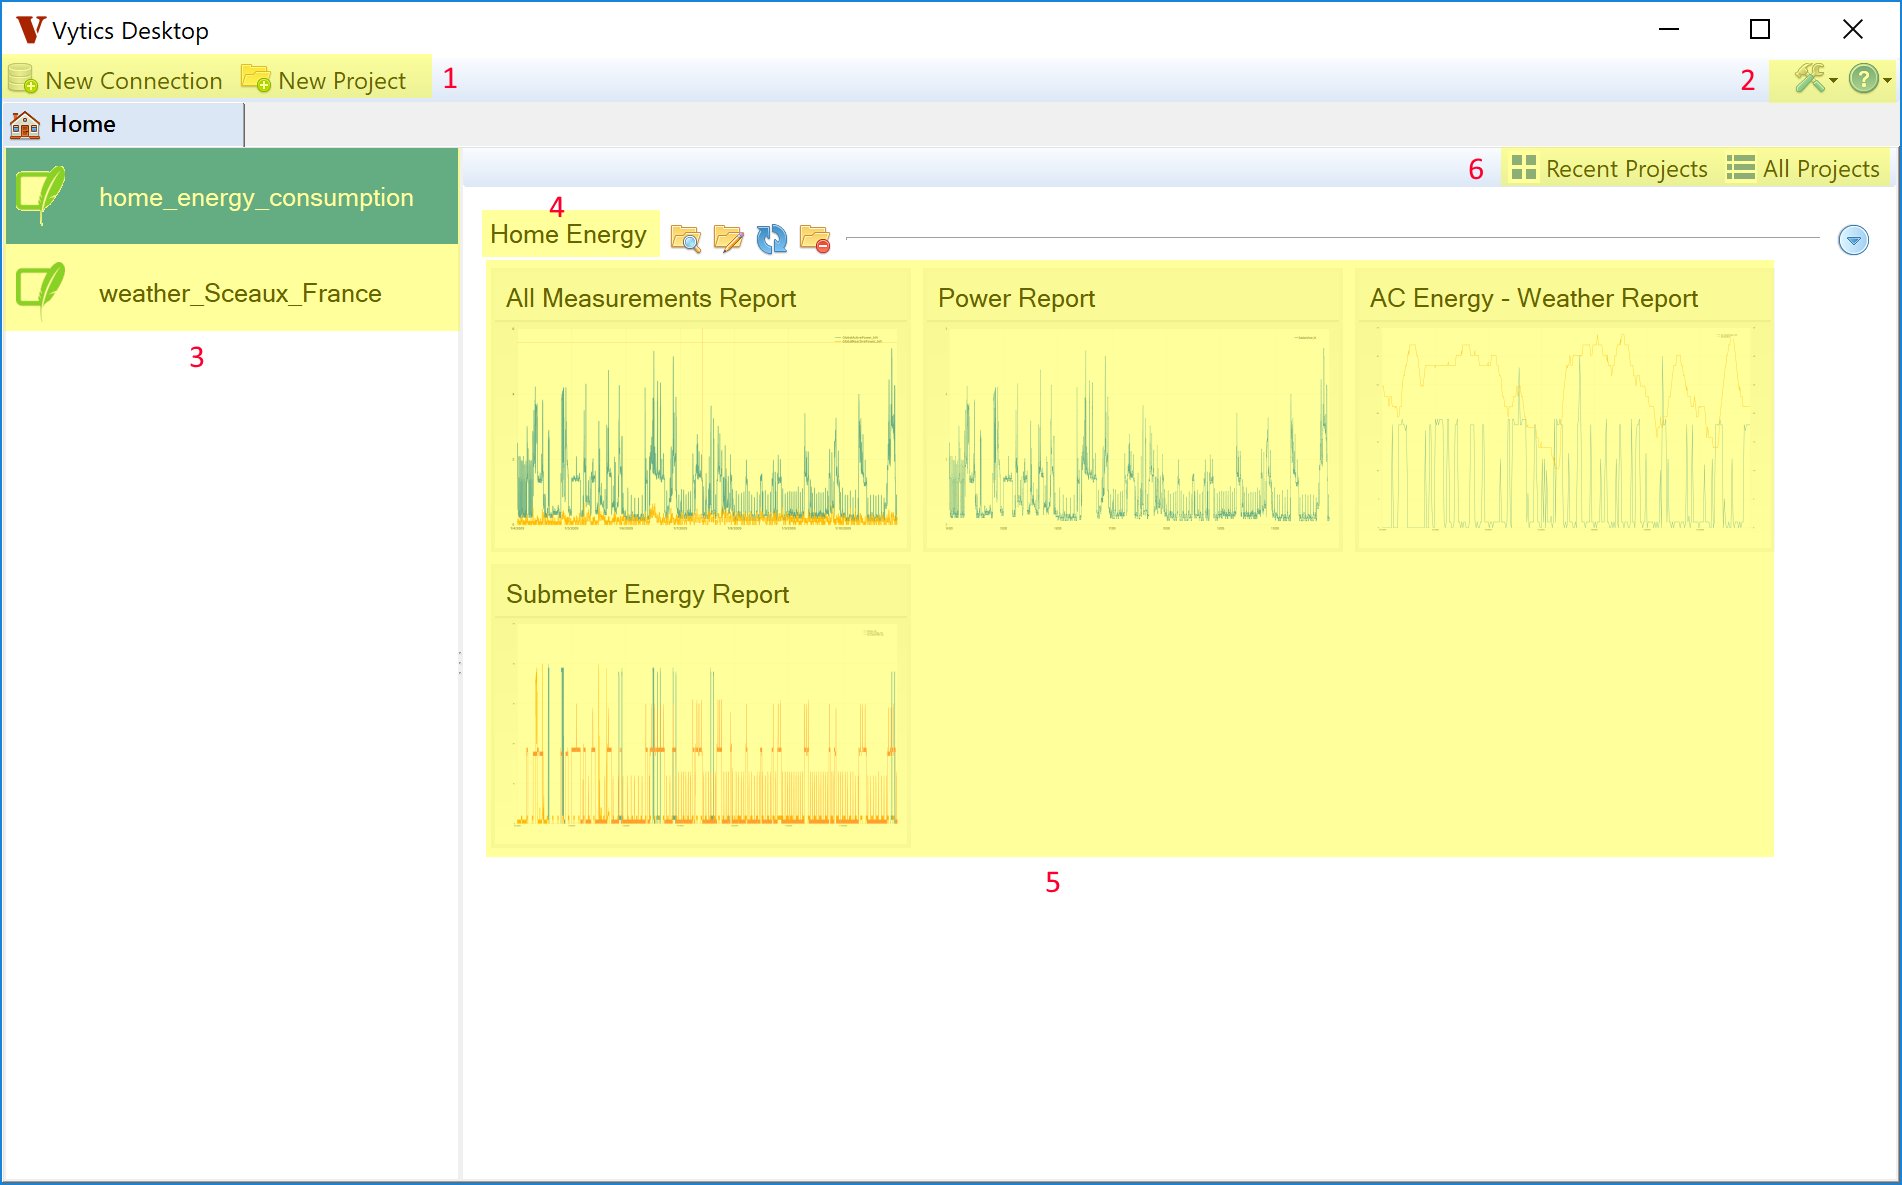 Vytics Desktop
New Connection New Project 1 2
Home
6 Recent Projects All Projects
home_energy_consumption
4
Home Energy
weather_Sceaux_France
3
All Measurements Report Power Report AC Energy - Weather Report
Submeter Energy Report
5